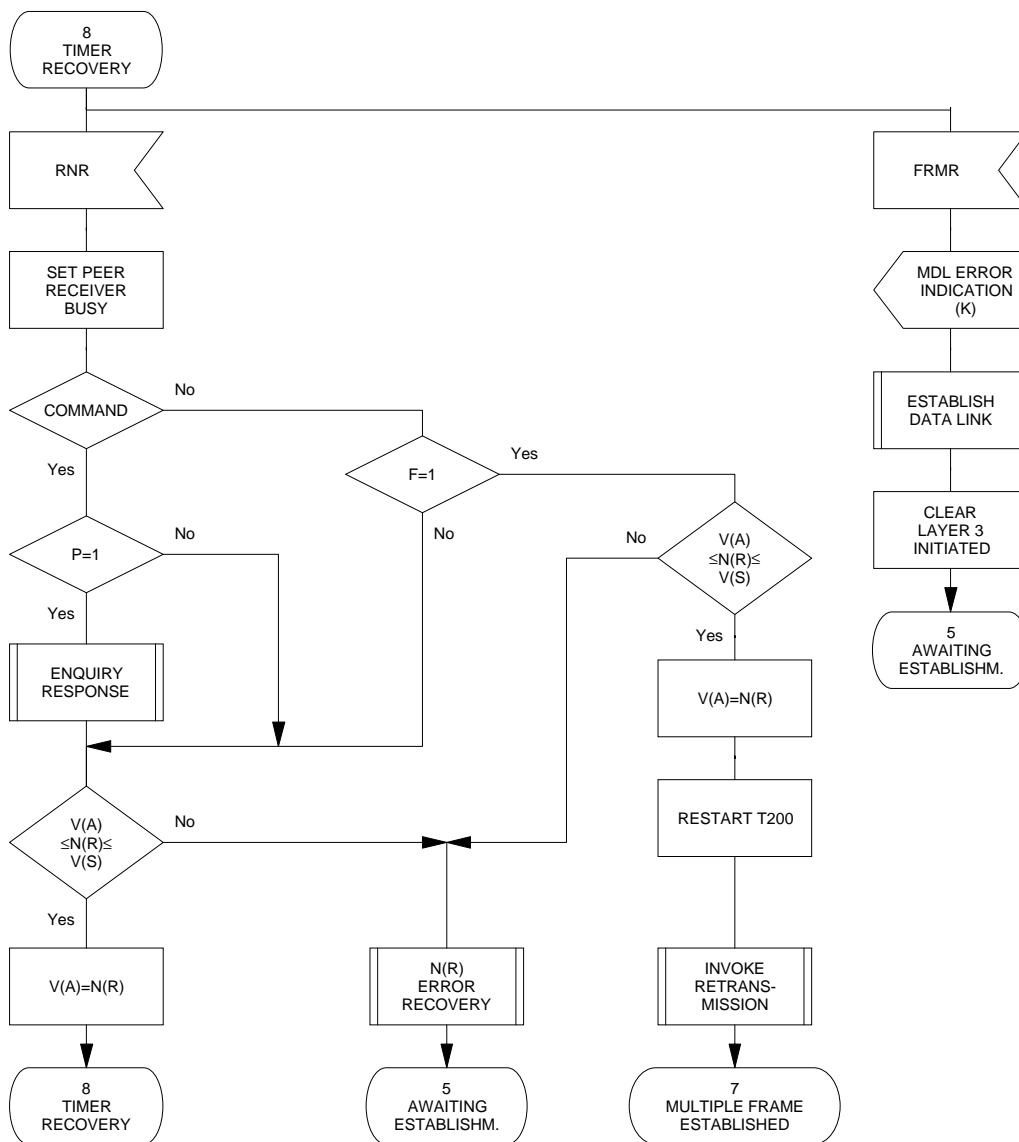 8
TIMER
RECOVERY
RNR
FRMR
SET PEER
RECEIVER
BUSY
MDL ERROR
INDICATION
(K)
COMMAND
No
Yes
ESTABLISH
DATA LINK
F=1
Yes
No
P=1
No
Yes
V(A)
≤N(R)≤
V(S)
No
Yes
CLEAR
LAYER 3
INITIATED
5
AWAITING
ESTABLISHM.
ENQUIRY
RESPONSE
V(A)=N(R)
RESTART T200
V(A)
≤N(R)≤
V(S)
No
Yes
V(A)=N(R)
N(R)
ERROR
RECOVERY
INVOKE
RETRANS-
MISSION
8
TIMER
RECOVERY
5
AWAITING
ESTABLISHM.
7
MULTIPLE FRAME
ESTABLISHED